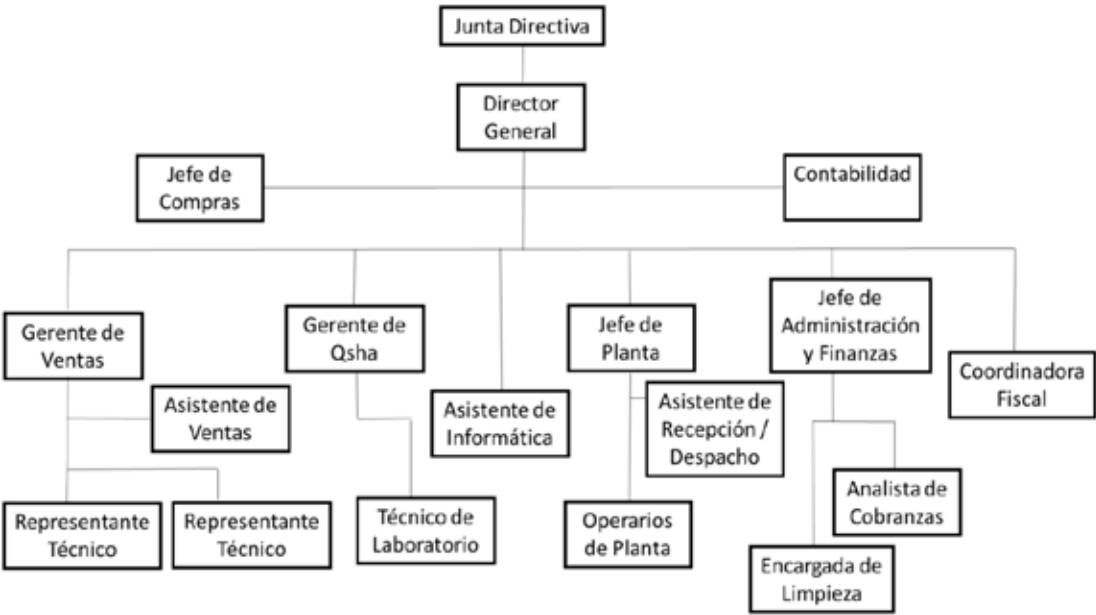 Junta Directiva
Director
General
Jefe de
Compras
Contabilidad
Gerente de
Ventas
Gerente de
Qsha
Asistente de
Informática
Jefe de
Planta
Jefe de
Administración
y Finanzas
Coordinadora
Fiscal
Asistente de
Ventas
Asistente de
Recepción /
Despacho
Representante
Técnico
Representante
Técnico
Técnico de
Laboratorio
Operarios
de Planta
Analista de
Cobranzas
Encargada de
Limpieza